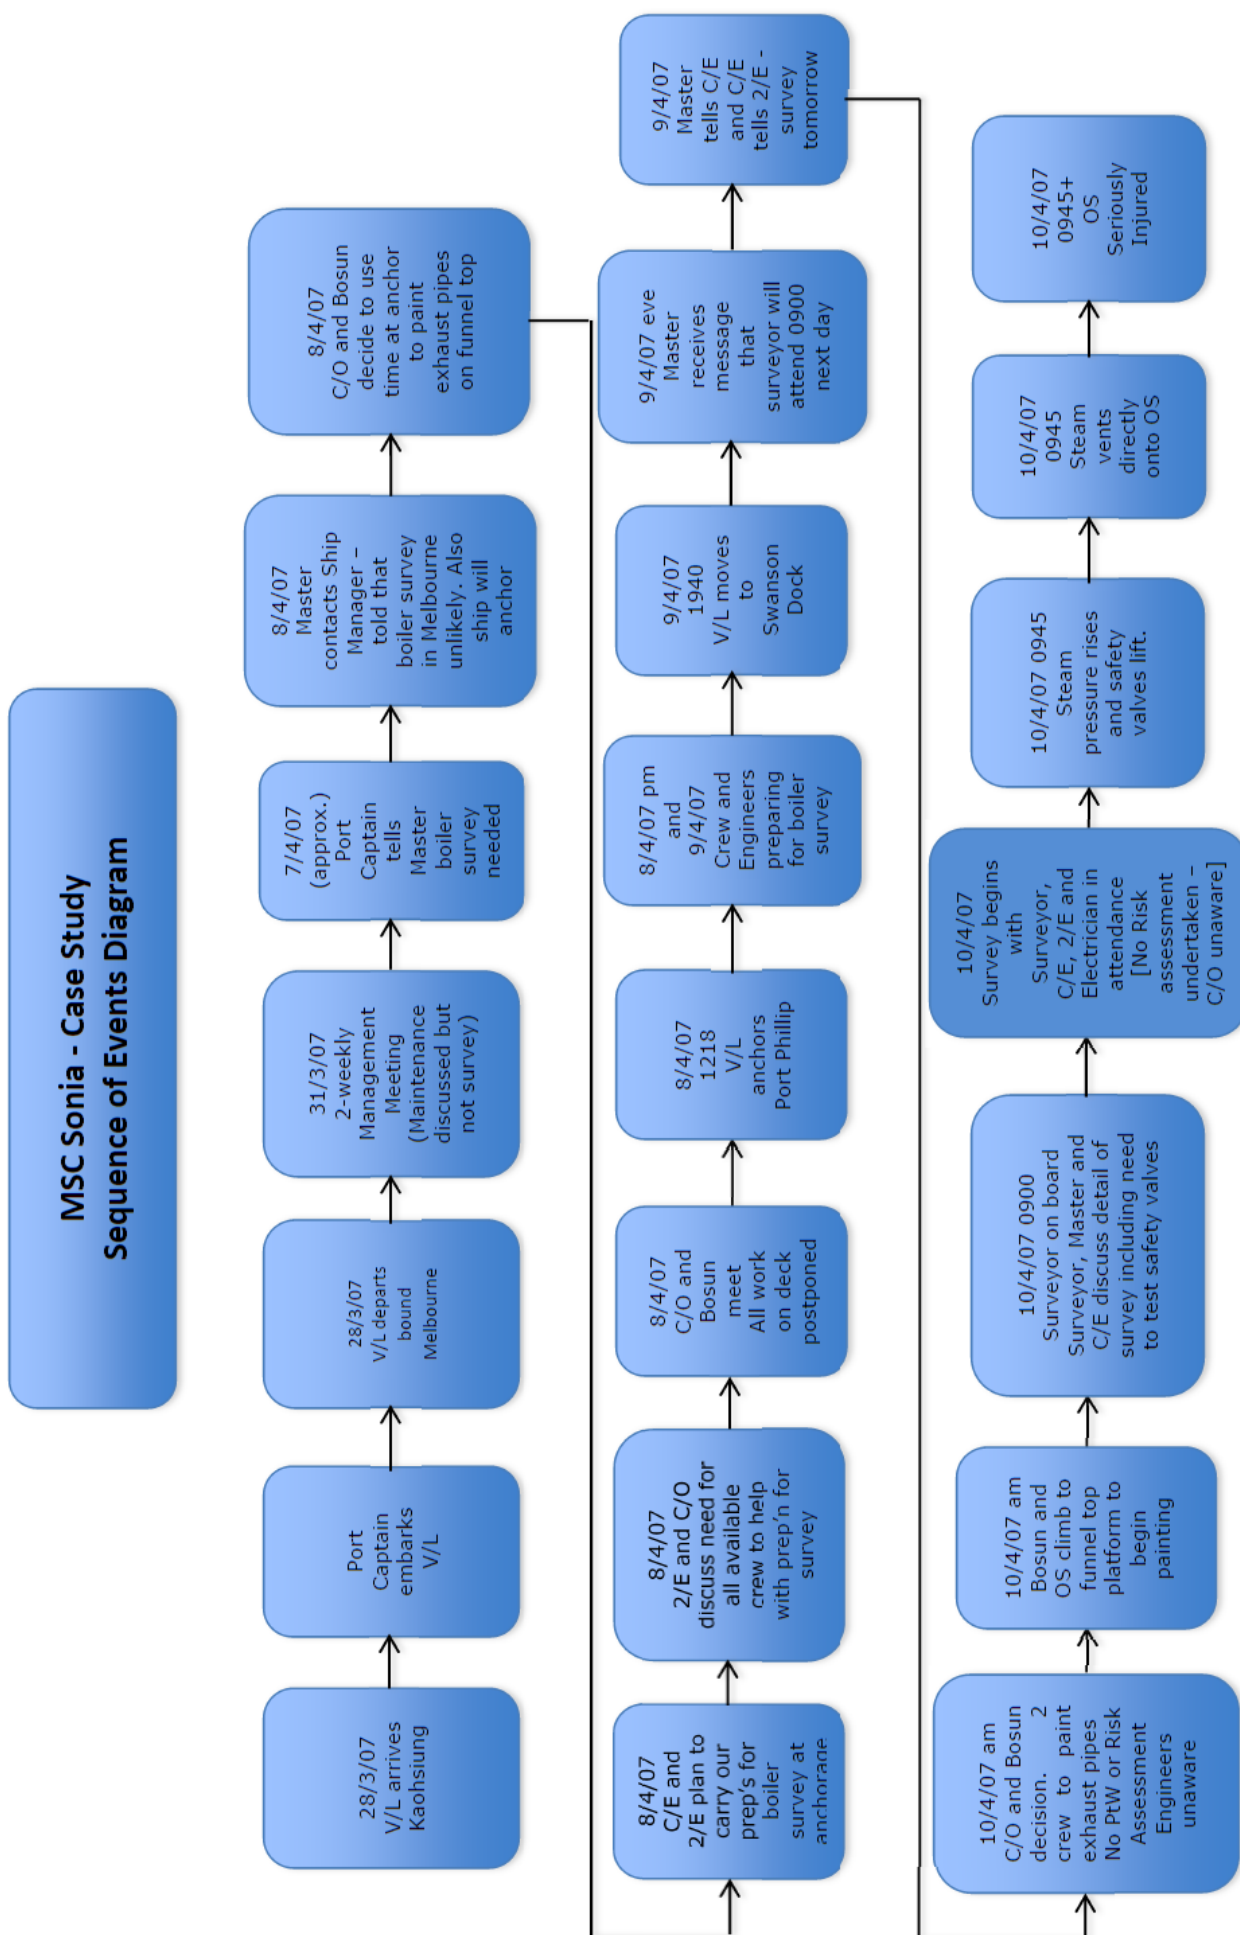 MSC Sonia - Case Study
Sequence of Events Diagram
28/3/07
V/L arrives
Kaohsiung
Port
Captain
embarks
V/L
28/3/07
V/L departs
bound
Melbourne
31/3/07
2-weekly
Management
Meeting
(Maintenance
discussed but
not survey)
7/4/07
(approx.)
Port
Captain
tells
Master
boiler
survey
needed
8/4/07
Master
contacts Ship
Manager –
told that
boiler survey
in Melbourne
unlikely. Also
ship will
anchor
8/4/07
C/O and Bosun
decide to use
time at anchor
to paint
exhaust pipes
on funnel top
8/4/07
C/E and
2/E plan to
carry our
prep's for
boiler
survey at
anchorage
8/4/07
2/E and C/O
discuss need for
all available
crew to help
with prep'n for
survey
8/4/07
C/O and
Bosun
meet
All work
on deck
postponed
8/4/07
1218
V/L
anchors
Port Phillip
8/4/07 pm
and
9/4/07
Crew and
Engineers
preparing
for boiler
survey
9/4/07
1940
V/L moves
to
Swanson
Dock
9/4/07 eve
Master
receives
message
that
surveyor will
attend 0900
next day
9/4/07
Master
tells C/E
and C/E
tells 2/E -
survey
tomorrow
10/4/07 am
C/O and Bosun
decision. 2
crew to paint
exhaust pipes
No PtW or Risk
Assessment
Engineers
unaware
10/4/07 am
Bosun and
OS climb to
funnel top
platform to
begin
painting
10/4/07 0900
Surveyor on board
Surveyor, Master and
C/E discuss detail of
survey including need
to test safety valves
10/4/07
Survey begins
with
Surveyor,
C/E, 2/E and
Electrician in
attendance
[No Risk
assessment
undertaken –
C/O unaware]
10/4/07 0945
Steam
pressure rises
and safety
valves lift.
10/4/07
0945
Steam
vents
directly
onto OS
10/4/07
0945+
OS
Seriously
Injured